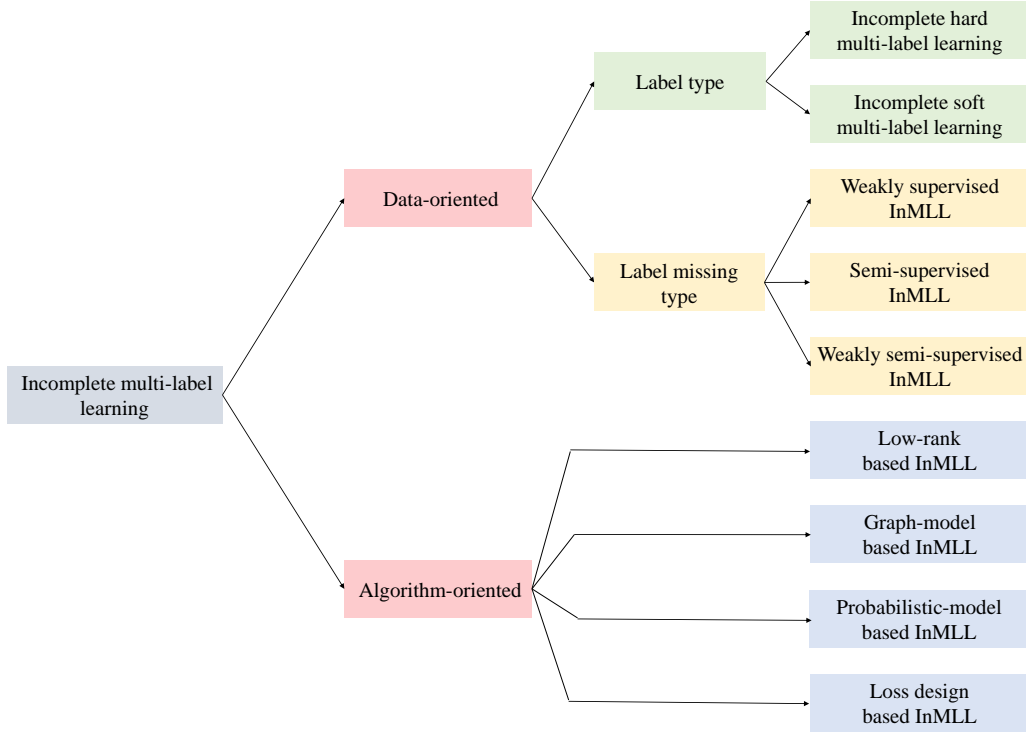 Incomplete hard
multi-label learning
Label type
Incomplete soft
multi-label learning
Data-oriented
Weakly supervised
InMLL
Label missing
type
Semi-supervised
InMLL
Weakly semi-supervised
InMLL
Incomplete multi-label
learning
Low-rank
based InMLL
Graph-model
based InMLL
Algorithm-oriented
Probabilistic-model
based InMLL
Loss design
based InMLL